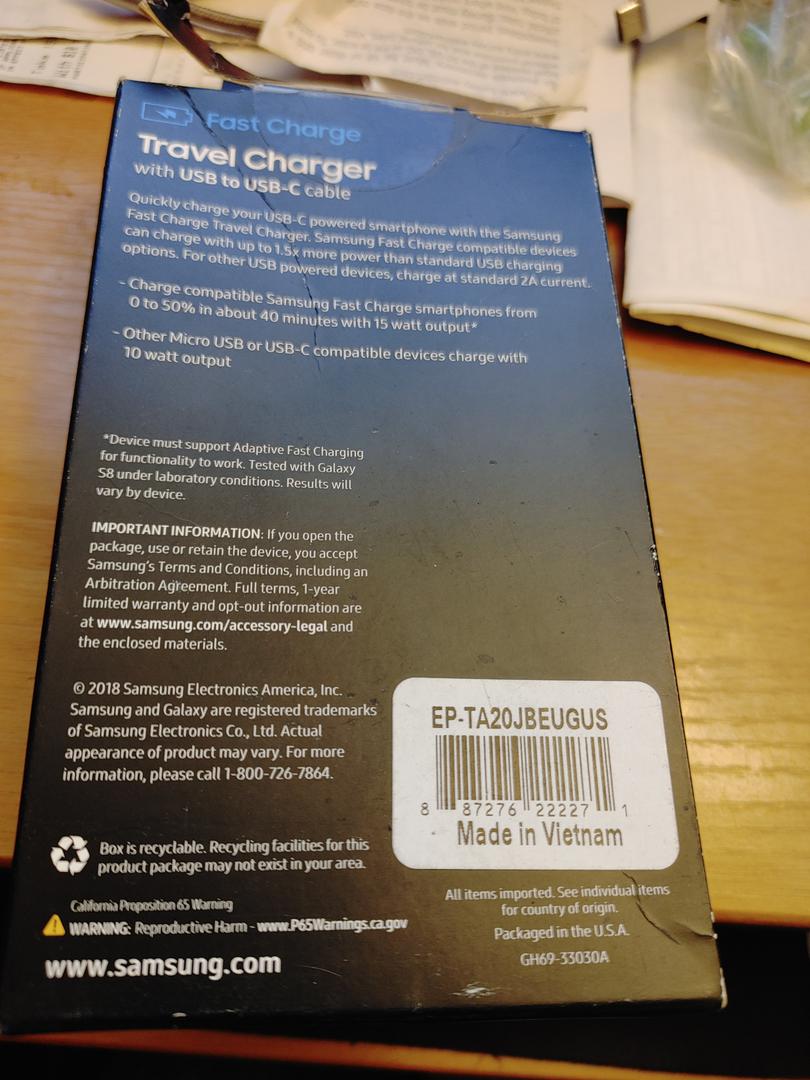 Fast Charge
Travel Charger
with USB to USB-C cable
Quickly charge your USB-C powered smartphone with the Samsung
Fast Charge Travel Charger. Samsung Fast Charge compatible devices
can charge with up to 1.5x more power than standard USB charging
options. For other USB powered devices, charge at standard 2A current.
- Charge compatible Samsung Fast Charge smartphones from
0 to 50% in about 40 minutes with 15 watt output*
- Other Micro USB or USB-C compatible devices charge with
10 watt output
*Device must support Adaptive Fast Charging
for functionality to work. Tested with Galaxy
S8 under laboratory conditions. Results will
vary by device.
IMPORTANT INFORMATION: If you open the
package, use or retain the device, you accept
Samsung's Terms and Conditions, including an
Arbitration Agreement. Full terms, 1-year
limited warranty and opt-out information are
at www.samsung.com/accessory-legal and
the enclosed materials.
© 2018 Samsung Electronics America, Inc.
Samsung and Galaxy are registered trademarks
of Samsung Electronics Co., Ltd. Actual
appearance of product may vary. For more
information, please call 1-800-726-7864.
EP-TA20JBEUGUS
8 87276 22227 1
Made in Vietnam
Box is recyclable. Recycling facilities for this
product package may not exist in your area.
California Proposition 65 Warning
WARNING: Reproductive Harm - www.P65Warnings.ca.gov
www.samsung.com
All items imported. See individual items
for country of origin.
Packaged in the U.S.A.
GH69-33030A